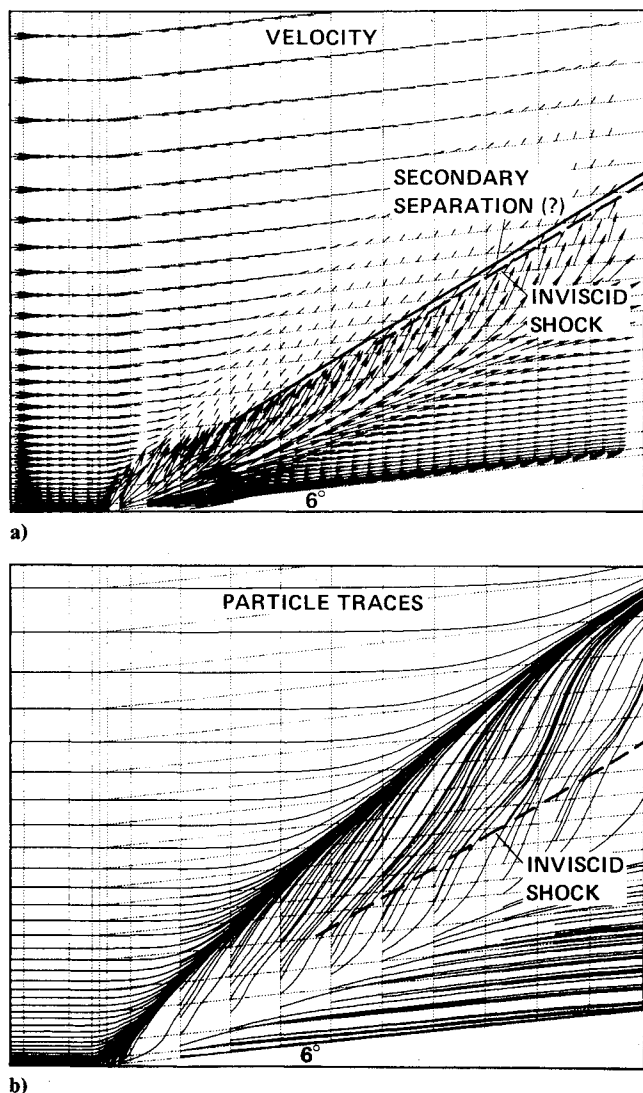 VELOCITY
SECONDARY
SEPARATION (?)
INVISCID
SHOCK
6°
a)
PARTICLE TRACES
INVISCID
SHOCK
6°
b)